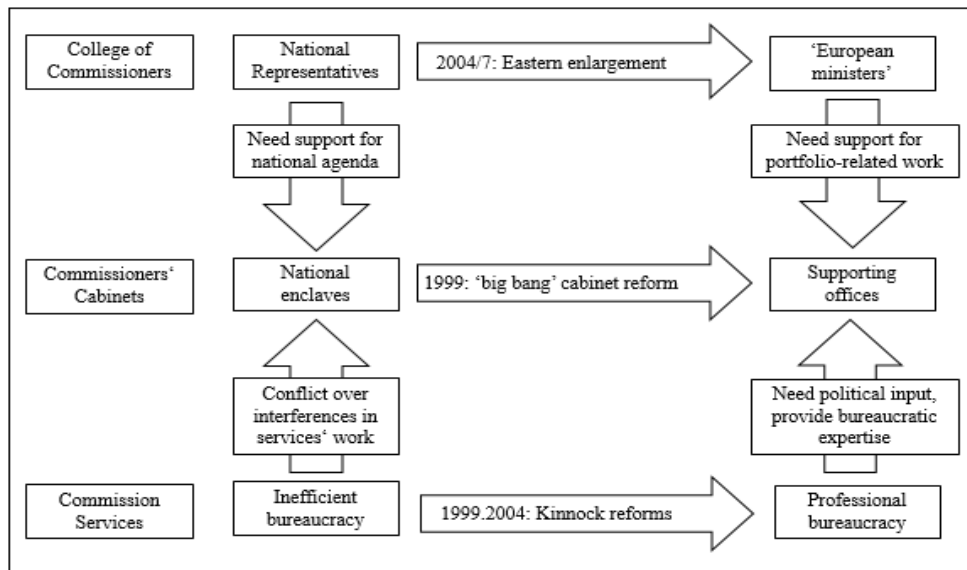 College of
Commissioners
National
Representatives
2004/7: Eastern enlargement
‘European
ministers’
Need support for
national agenda
Need support for
portfolio-related work
Commissioners‘
Cabinets
National
enclaves
1999: ‘big bang’ cabinet reform
Supporting
offices
Conflict over
interferences in
services‘ work
Need political input,
provide bureaucratic
expertise
Commission
Services
Inefficient
bureaucracy
1999.2004: Kinnock reforms
Professional
bureaucracy